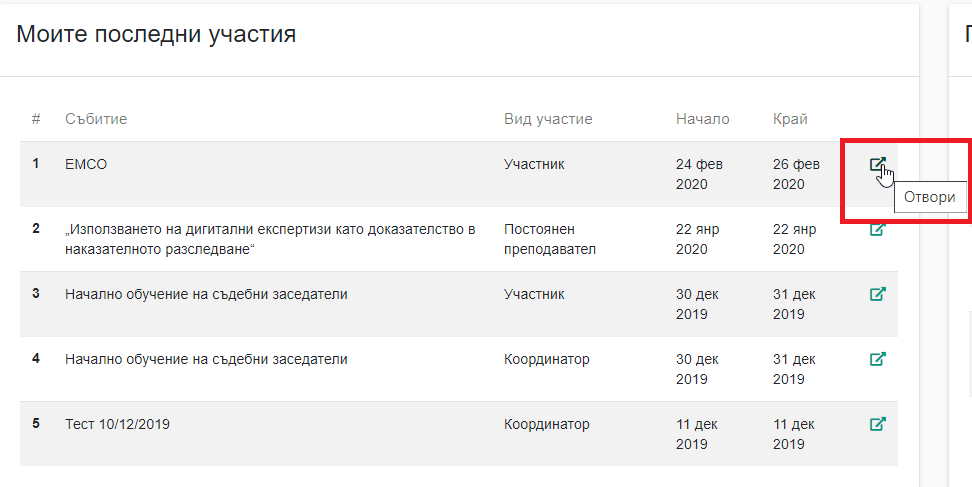 Моите последни участия
# Събитие Вид участие Начало Край
1 ЕМСО Участник 24 фев 26 фев
2020 2020
Отвори
2 „Използването на дигитални експертизи като доказателство в Постоянен 22 янр 22 янр
наказателното разследване“ преподавател 2020 2020
3 Начално обучение на съдебни заседатели Участник 30 дек 31 дек
2019 2019
4 Начално обучение на съдебни заседатели Координатор 30 дек 31 дек
2019 2019
5 Тест 10/12/2019 Координатор 11 дек 11 дек
2019 2019